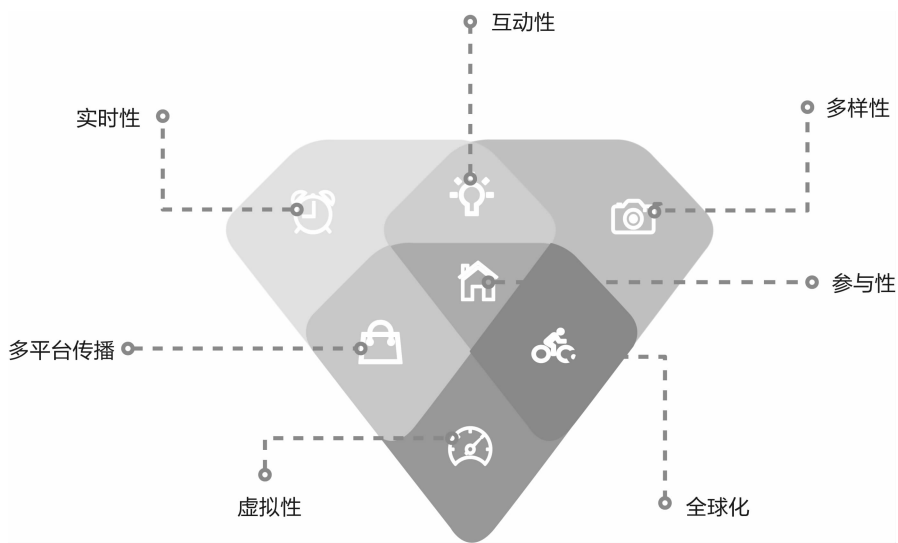 互动性
实时性
多样性
参与性
多平台传播
虚拟性
全球化